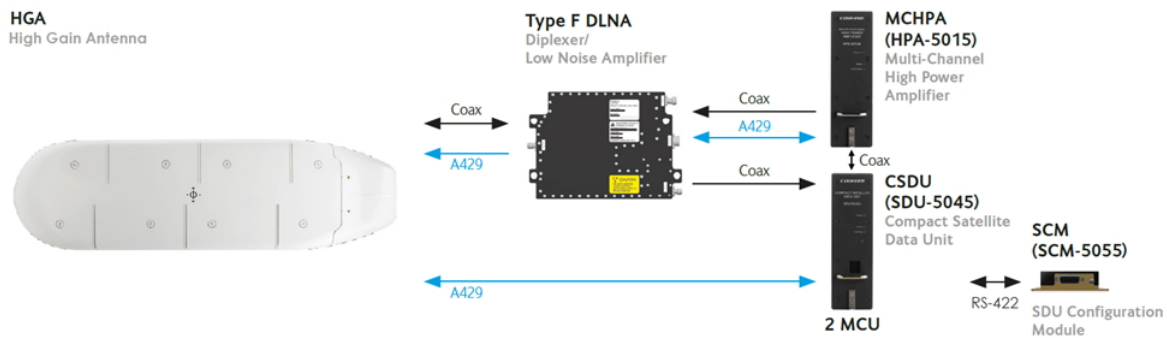 HGA
High Gain Antenna
Type F DLNA
Diplexer/
Low Noise Amplifier
MCHPA
(HPA-5015)
Multi-Channel
High Power
Amplifier
Coax
A429
Coax
A429
Coax
Coax
CSDU
(SDU-5045)
Compact Satellite
Data Unit
A429
2 MCU
RS-422
SCM
(SCM-5055)
SDU Configuration
Module